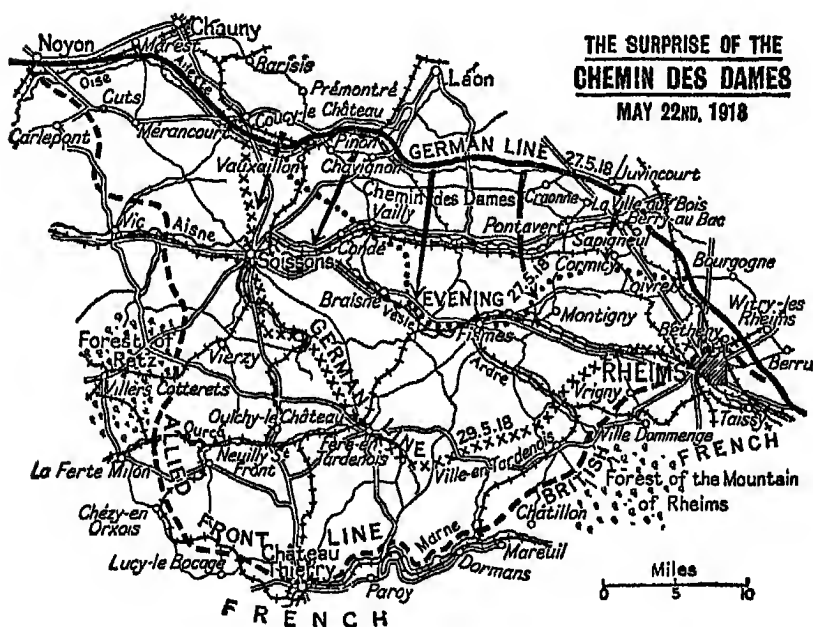 THE SURPRISE OF THE
CHEMIN DES DAMES
MAY 22ND, 1918
Noyon
Chauny
Marest
Barisis
Oise
Ailette
Prémontré
Laon
Cuts
Coucy-le Château
Carlepont
Mérancourt
Pinon
Vauxaillon
Chavignon
GERMAN LINE
27.5.18
Juvincourt
Chemin des Dames
Craonne
La Ville aux Bois
Berry-au Bac
Vic
Aisne
Vailly
Pontavert
Sapigneul
Condé
Soissons
Cormicy
Bourgogne
Loivre
Braisne
Vesle
EVENING
27.5.18
Montigny
Witry-les
Rheims
Bétheny
Fismes
Forest of
Retz
Vierzy
GERMAN
Berru
RHEIMS
Ardre
Villers Cotterets
Vrigny
Taissy
Oulchy-le Château
LINE
29.5.18
Ourcq
ALLIED
Neuilly St
Front
Fère-en
Tardenois
Ville-en Tardenois
Ville Dommange
FRENCH
La Ferte Milon
BRITISH
Forest of the Mountain
of Rheims
Chézy-en
Orxois
Châtillon
FRONT
LINE
Marne
Château
Thierry
Mareuil
Lucy-le Bocage
Dormans
Paroy
FRENCH
Miles
0 5 10